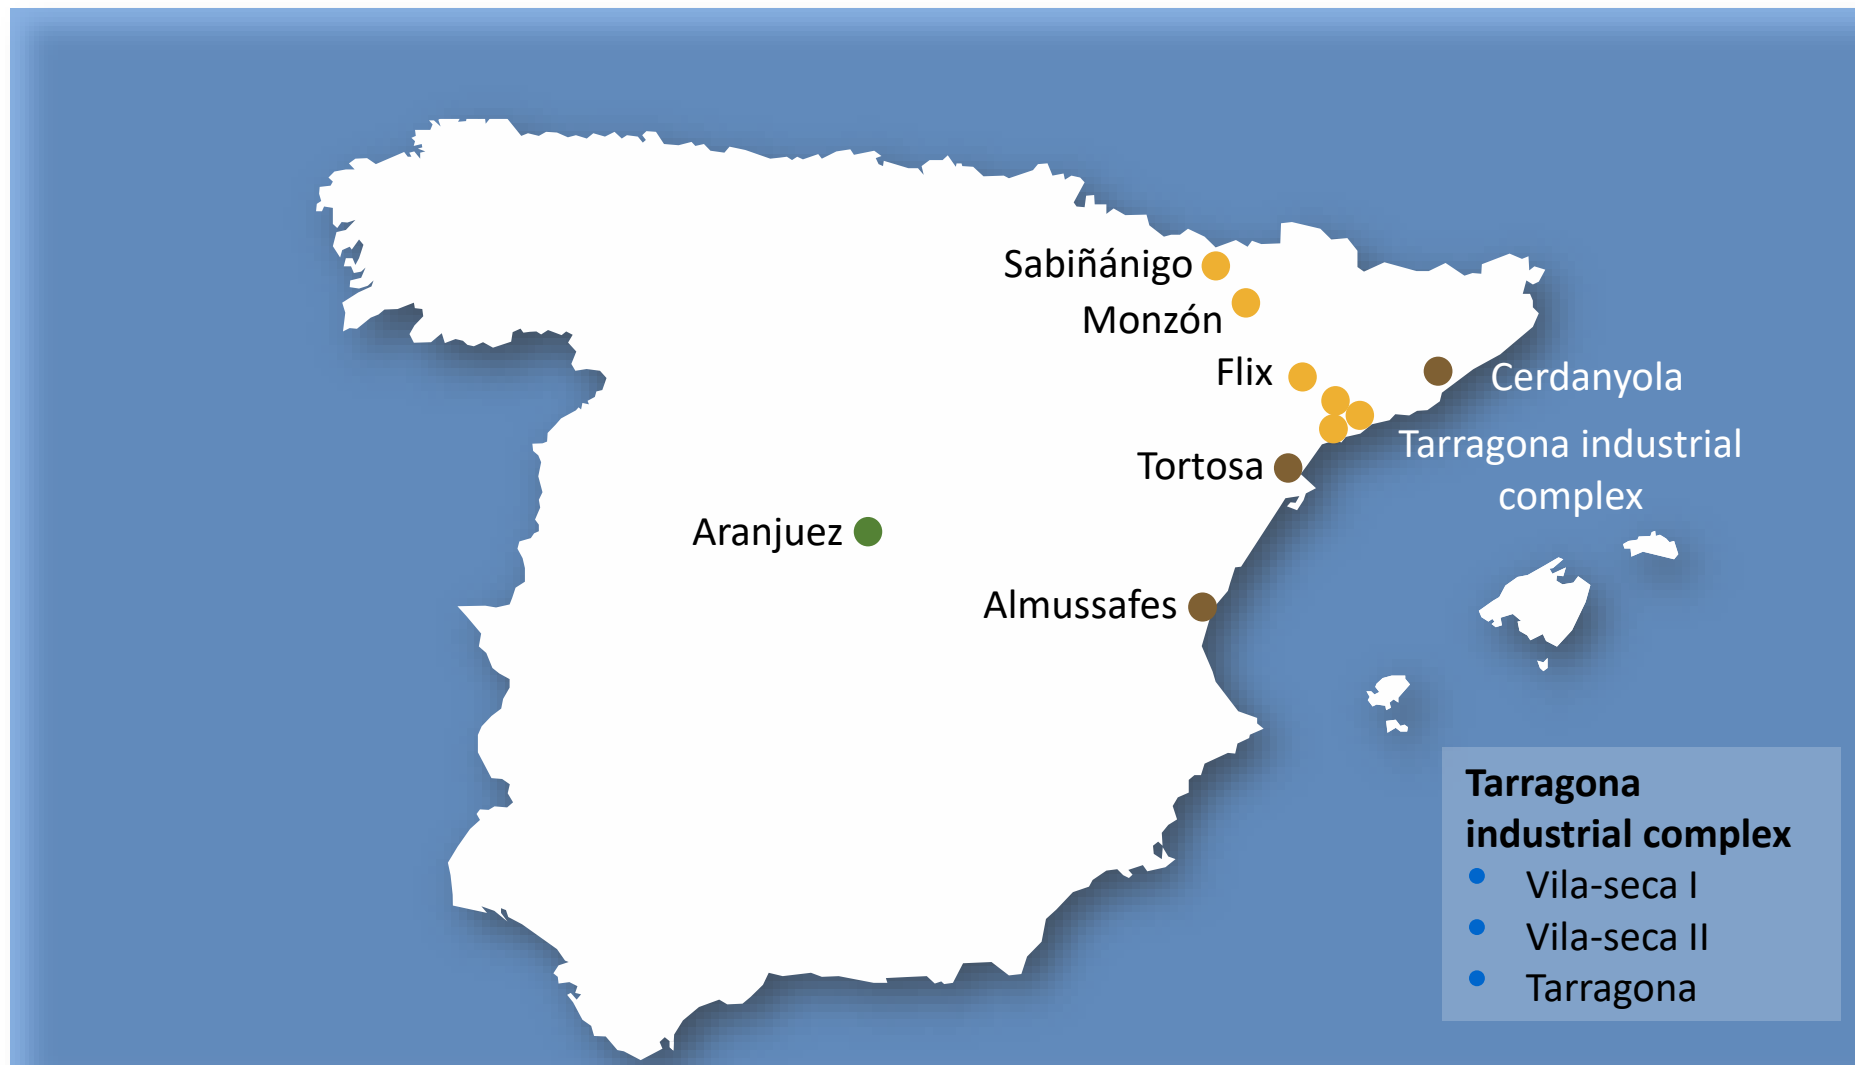 Sabiñánigo
Monzón
Flix
Cerdanyola
Tarragona industrial
complex
Tortosa
Aranjuez
Almussafes
Tarragona
industrial complex
• Vila-seca I
• Vila-seca II
• Tarragona